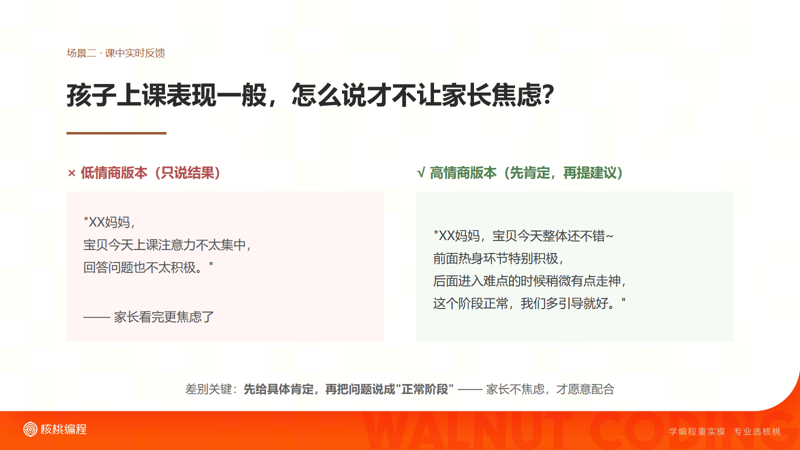 场景二 · 课中实时反馈
孩子上课表现一般，怎么说才不让家长焦虑？
× 低情商版本（只说结果）
"XX妈妈，
宝贝今天上课注意力不太集中，
回答问题也不太积极。"
—— 家长看完更焦虑了
√ 高情商版本（先肯定，再提建议）
"XX妈妈，宝贝今天整体还不错~
前面热身环节特别积极，
后面进入难点的时候稍微有点走神，
这个阶段正常，我们多引导就好。"
差别关键：先给具体肯定，再把问题说成"正常阶段" —— 家长不焦虑，才愿意配合
核桃编程
WALNUT CODING
学编程重实操 专业选核桃